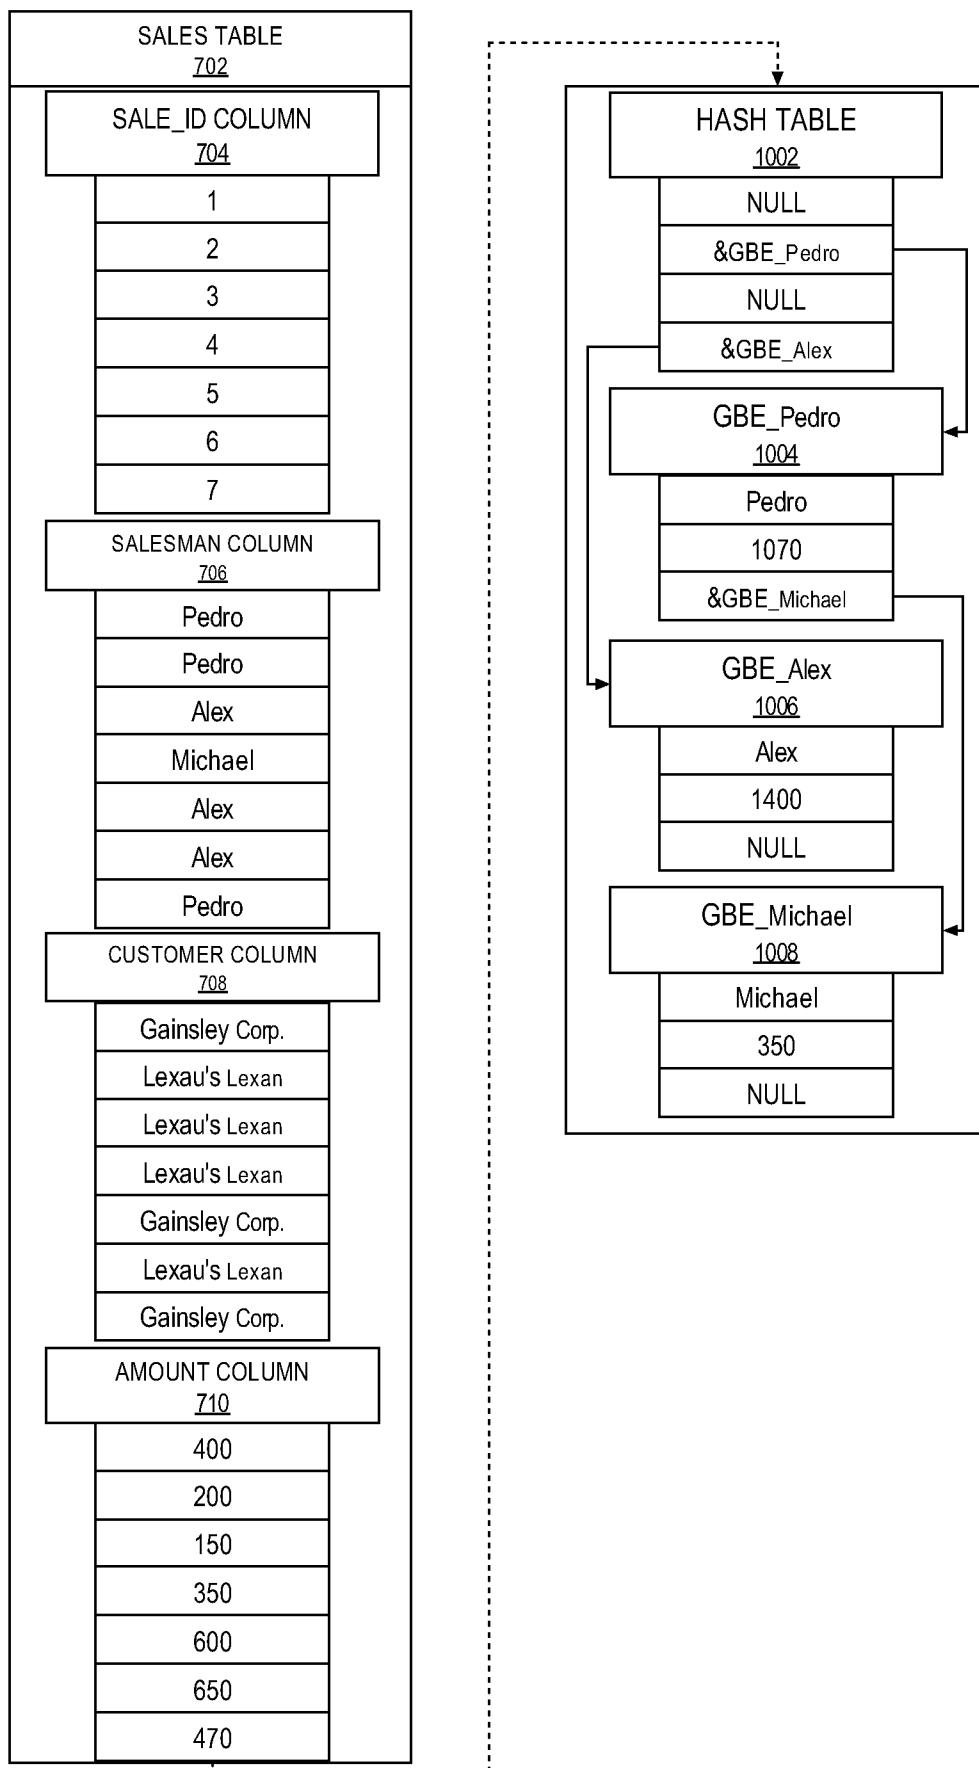 SALES TABLE
702
SALE_ID COLUMN
704
1
2
3
4
5
6
7
SALESMAN COLUMN
706
Pedro
Pedro
Alex
Michael
Alex
Alex
Pedro
CUSTOMER COLUMN
708
Gainsley Corp.
Lexau's Lexan
Lexau's Lexan
Lexau's Lexan
Gainsley Corp.
Lexau's Lexan
Gainsley Corp.
AMOUNT COLUMN
710
400
200
150
350
600
650
470
HASH TABLE
1002
NULL
&GBE_Pedro
NULL
&GBE_Alex
GBE_Pedro
1004
Pedro
1070
&GBE_Michael
GBE_Alex
1006
Alex
1400
NULL
GBE_Michael
1008
Michael
350
NULL